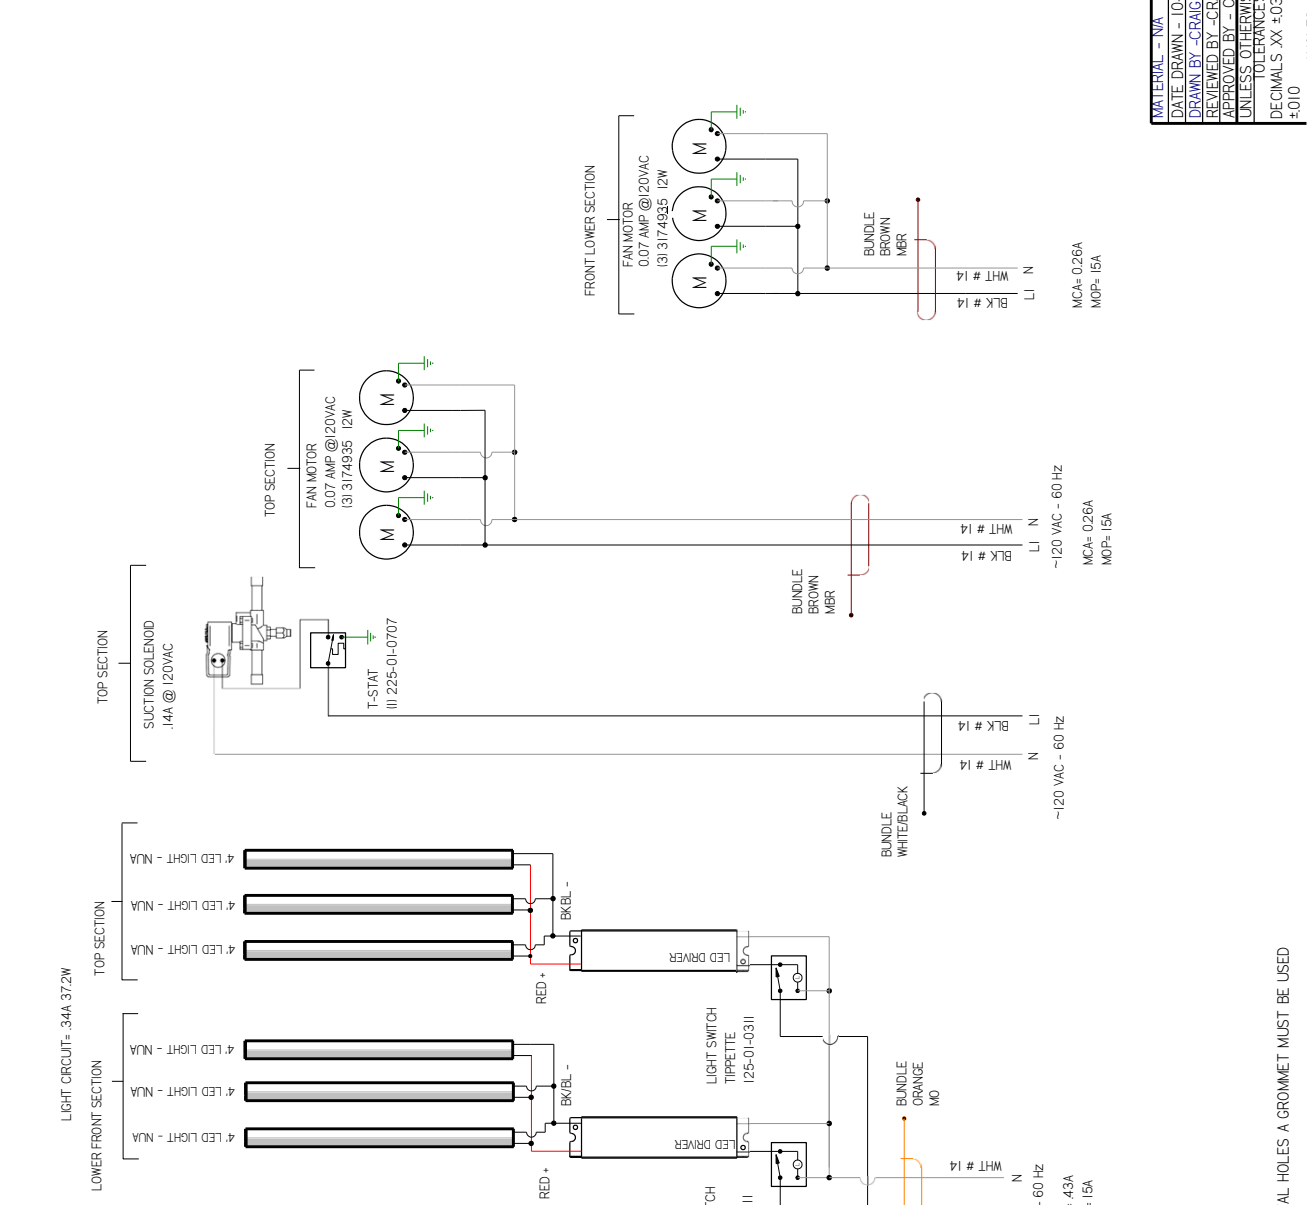 MATERIAL - N/A
DATE DRAWN - 10-
DRAWN BY -CRAIG
REVIEWED BY -CR
APPROVED BY - C
UNLESS OTHERWIS
TOLERANCE
DECIMALS .XX ±.03
±.010
FRONT LOWER SECTION
FAN MOTOR
0.07 AMP @120VAC
(3) 3174935 12W
M
M
M
BUNDLE
BROWN
MBR
WHT # 14
BLK # 14
N
L1
MCA= 0.26A
MOP= 15A
TOP SECTION
FAN MOTOR
0.07 AMP @120VAC
(3) 3174935 12W
M
M
M
BUNDLE
BROWN
MBR
WHT # 14
BLK # 14
N
L1
~120 VAC - 60 Hz
MCA= 0.26A
MOP= 15A
TOP SECTION
SUCTION SOLENOID
.14A @ 120VAC
T-STAT
(1) 225-01-0707
BUNDLE
WHITE/BLACK
BLK # 14
WHT # 14
L1
N
~120 VAC - 60 Hz
LIGHT CIRCUIT= .34A 37.2W
TOP SECTION
4' LED LIGHT - NUA
4' LED LIGHT - NUA
4' LED LIGHT - NUA
BKBL -
RED +
LED DRIVER
LIGHT SWITCH
TIPPETTE
125-01-0311
LOWER FRONT SECTION
4' LED LIGHT - NUA
4' LED LIGHT - NUA
4' LED LIGHT - NUA
BK/BL -
RED +
LED DRIVER
TCH
11
BUNDLE
ORANGE
MO
WHT # 14
N
- 60 Hz
.43A
= 15A
AL HOLES A GROMMET MUST BE USED